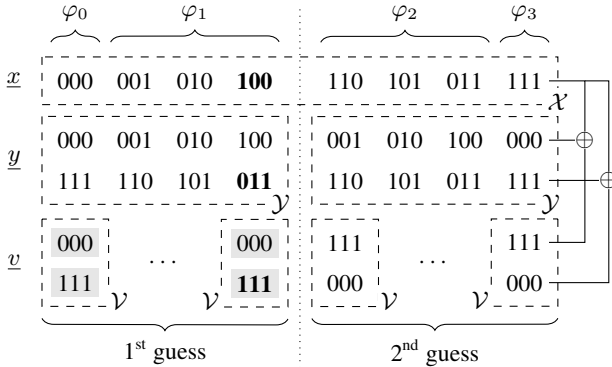 φ₀ φ₁ φ₂ φ₃
x 000 001 010 100 110 101 011 111
𝒳
y 000 001 010 100 001 010 100 000 ⊕
111 110 101 011 110 101 011 111 ⊕
𝒴 𝒴
v 000 ... 000 111 ... 111
111 111 000 000
𝒱 𝒱 𝒱 𝒱
1st guess 2nd guess